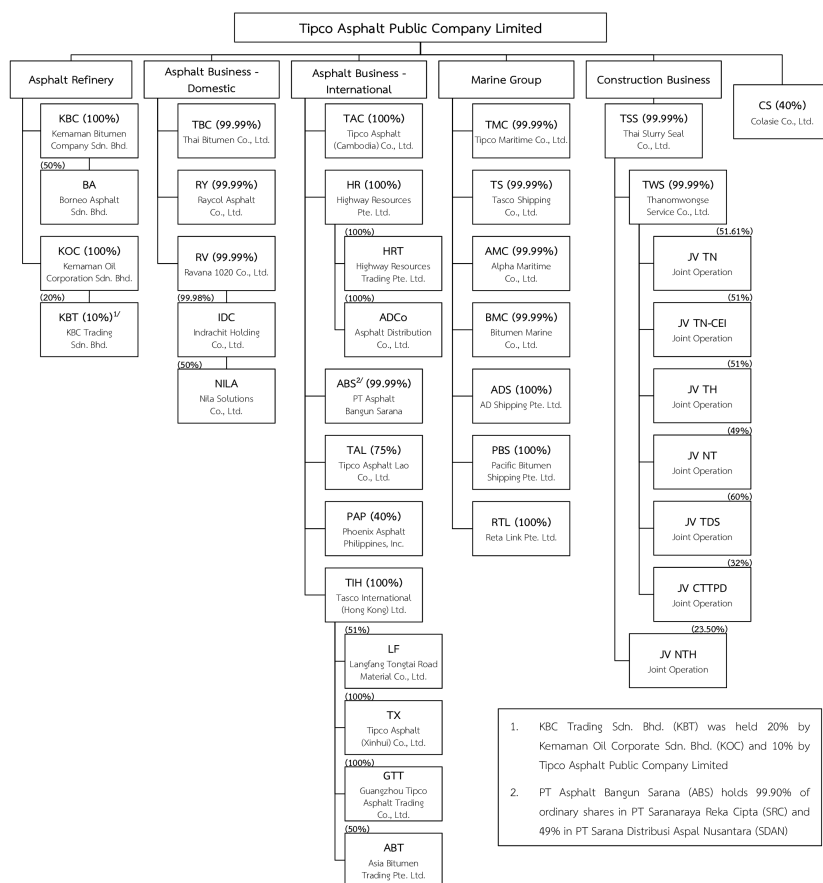 Tipco Asphalt Public Company Limited
Asphalt Refinery
KBC (100%)
Kemaman Bitumen
Company Sdn. Bhd.
(50%)
BA
Borneo Asphalt
Sdn. Bhd.
KOC (100%)
Kemaman Oil
Corporation Sdn. Bhd.
(20%)
KBT (10%)1/
KBC Trading
Sdn. Bhd.
Asphalt Business -
Domestic
TBC (99.99%)
Thai Bitumen Co., Ltd.
RY (99.99%)
Raycol Asphalt
Co., Ltd.
RV (99.99%)
Ravana 1020 Co., Ltd.
(99.98%)
IDC
Indrachit Holding
Co., Ltd.
(50%)
NILA
Nila Solutions
Co., Ltd.
Asphalt Business -
International
TAC (100%)
Tipco Asphalt
(Cambodia) Co., Ltd.
HR (100%)
Highway Resources
Pte. Ltd.
(100%)
HRT
Highway Resources
Trading Pte. Ltd.
(100%)
ADCo
Asphalt Distribution
Co., Ltd.
ABS2/ (99.99%)
PT Asphalt
Bangun Sarana
TAL (75%)
Tipco Asphalt Lao
Co., Ltd.
PAP (40%)
Phoenix Asphalt
Philippines, Inc.
TIH (100%)
Tasco International
(Hong Kong) Ltd.
(51%)
LF
Langfang Tongtai Road
Material Co., Ltd.
(100%)
TX
Tipco Asphalt
(Xinhui) Co., Ltd.
(100%)
GTT
Guangzhou Tipco
Asphalt Trading
Co., Ltd.
(50%)
ABT
Asia Bitumen
Trading Pte. Ltd.
Marine Group
TMC (99.99%)
Tipco Maritime Co., Ltd.
TS (99.99%)
Tasco Shipping
Co., Ltd.
AMC (99.99%)
Alpha Maritime
Co., Ltd.
BMC (99.99%)
Bitumen Marine
Co., Ltd.
ADS (100%)
AD Shipping Pte. Ltd.
PBS (100%)
Pacific Bitumen
Shipping Pte. Ltd.
RTL (100%)
Reta Link Pte. Ltd.
Construction Business
TSS (99.99%)
Thai Slurry Seal
Co., Ltd.
TWS (99.99%)
Thanomwongse
Service Co., Ltd.
(51.61%)
JV TN
Joint Operation
(51%)
JV TN-CEI
Joint Operation
(51%)
JV TH
Joint Operation
(49%)
JV NT
Joint Operation
(60%)
JV TDS
Joint Operation
(32%)
JV CTTPD
Joint Operation
(23.50%)
JV NTH
Joint Operation
CS (40%)
Colasie Co., Ltd.
1. KBC Trading Sdn. Bhd. (KBT) was held 20% by
Kemaman Oil Corporate Sdn. Bhd. (KOC) and 10% by
Tipco Asphalt Public Company Limited
2. PT Asphalt Bangun Sarana (ABS) holds 99.90% of
ordinary shares in PT Saranaraya Reka Cipta (SRC) and
49% in PT Sarana Distribusi Aspal Nusantara (SDAN)